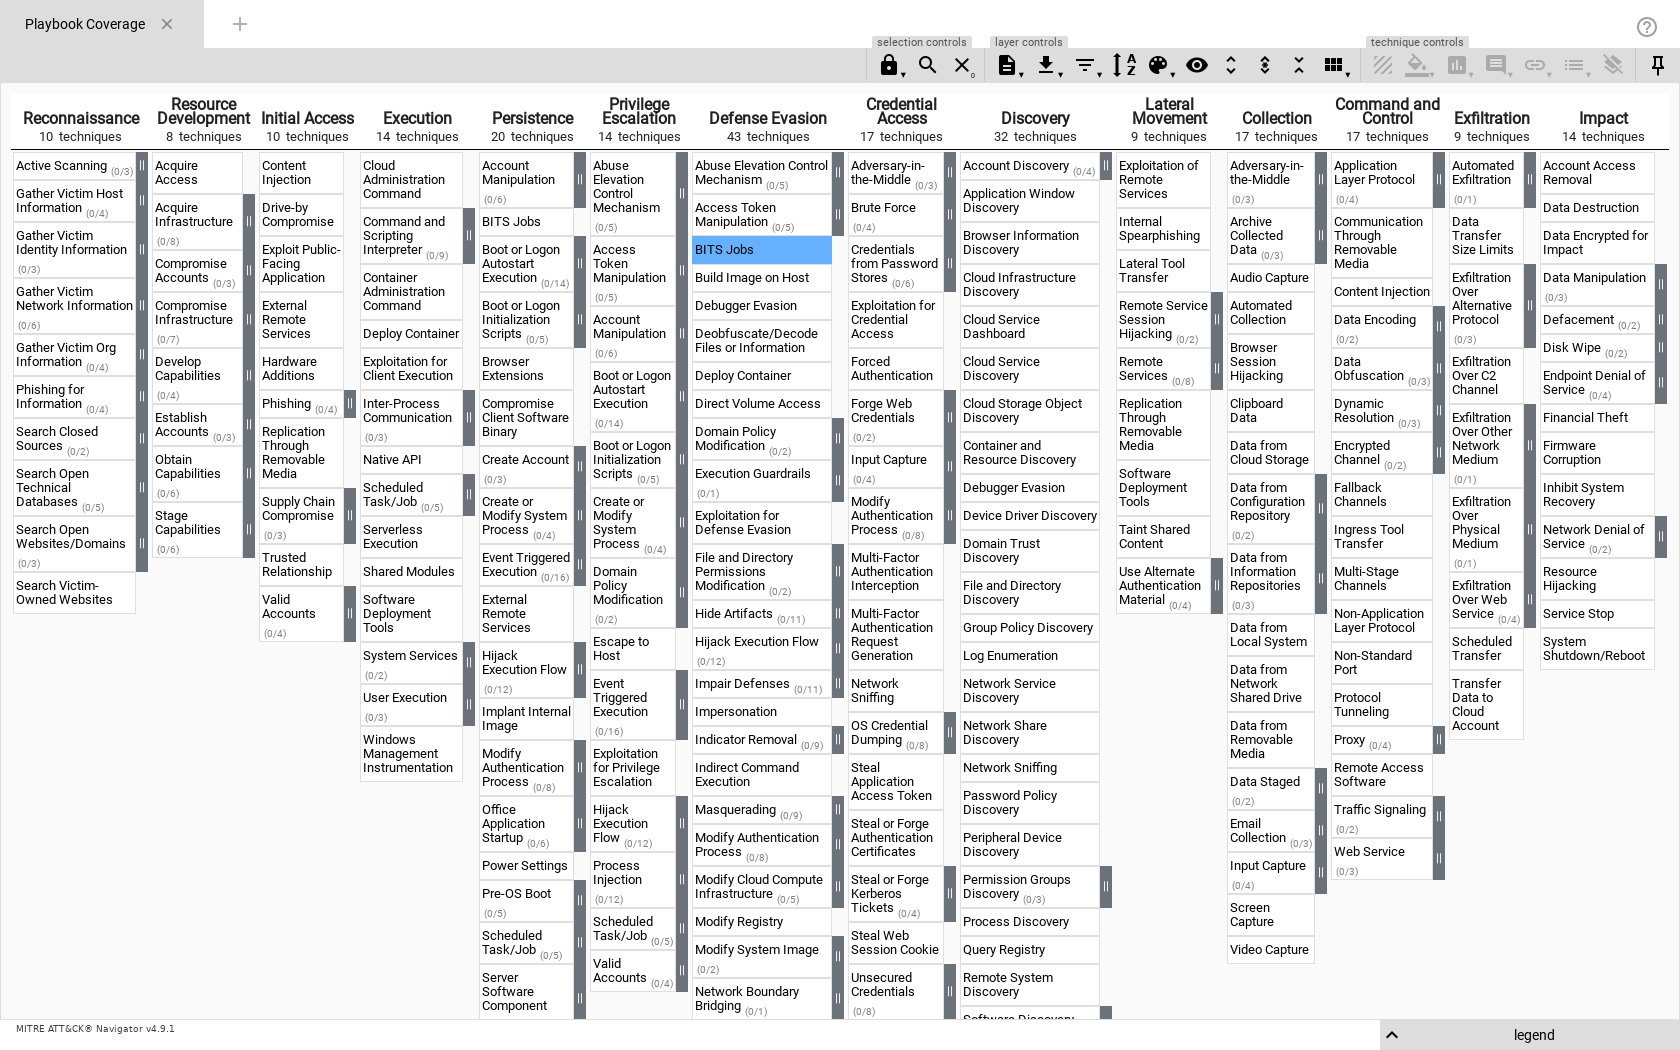 Playbook Coverage
selection controls
layer controls
technique controls
0
A
Z
Reconnaissance
10 techniques
Active Scanning (0/3)
Gather Victim Host
Information (0/4)
Gather Victim
Identity Information
(0/3)
Gather Victim
Network Information
(0/6)
Gather Victim Org
Information (0/4)
Phishing for
Information (0/4)
Search Closed
Sources (0/2)
Search Open
Technical
Databases (0/5)
Search Open
Websites/Domains
(0/3)
Search Victim-
Owned Websites
Resource
Development
8 techniques
Acquire
Access
Acquire
Infrastructure
(0/8)
Compromise
Accounts (0/3)
Compromise
Infrastructure
(0/7)
Develop
Capabilities
(0/4)
Establish
Accounts (0/3)
Obtain
Capabilities
(0/6)
Stage
Capabilities
(0/6)
Initial Access
10 techniques
Content
Injection
Drive-by
Compromise
Exploit Public-
Facing
Application
External
Remote
Services
Hardware
Additions
Phishing (0/4)
Replication
Through
Removable
Media
Supply Chain
Compromise
(0/3)
Trusted
Relationship
Valid
Accounts
(0/4)
Execution
14 techniques
Cloud
Administration
Command
Command and
Scripting
Interpreter (0/9)
Container
Administration
Command
Deploy Container
Exploitation for
Client Execution
Inter-Process
Communication
(0/3)
Native API
Scheduled
Task/Job (0/5)
Serverless
Execution
Shared Modules
Software
Deployment
Tools
System Services
(0/2)
User Execution
(0/3)
Windows
Management
Instrumentation
Persistence
20 techniques
Account
Manipulation
(0/6)
BITS Jobs
Boot or Logon
Autostart
Execution (0/14)
Boot or Logon
Initialization
Scripts (0/5)
Browser
Extensions
Compromise
Client Software
Binary
Create Account
(0/3)
Create or
Modify System
Process (0/4)
Event Triggered
Execution (0/16)
External
Remote
Services
Hijack
Execution Flow
(0/12)
Implant Internal
Image
Modify
Authentication
Process (0/8)
Office
Application
Startup (0/6)
Power Settings
Pre-OS Boot
(0/5)
Scheduled
Task/Job (0/5)
Server
Software
Component
Privilege
Escalation
14 techniques
Abuse
Elevation
Control
Mechanism
(0/5)
Access
Token
Manipulation
(0/5)
Account
Manipulation
(0/6)
Boot or Logon
Autostart
Execution
(0/14)
Boot or Logon
Initialization
Scripts (0/5)
Create or
Modify
System
Process (0/4)
Domain
Policy
Modification
(0/2)
Escape to
Host
Event
Triggered
Execution
(0/16)
Exploitation
for Privilege
Escalation
Hijack
Execution
Flow (0/12)
Process
Injection
(0/12)
Scheduled
Task/Job (0/5)
Valid
Accounts (0/4)
Defense Evasion
43 techniques
Abuse Elevation Control
Mechanism (0/5)
Access Token
Manipulation (0/5)
BITS Jobs
Build Image on Host
Debugger Evasion
Deobfuscate/Decode
Files or Information
Deploy Container
Direct Volume Access
Domain Policy
Modification (0/2)
Execution Guardrails
(0/1)
Exploitation for
Defense Evasion
File and Directory
Permissions
Modification (0/2)
Hide Artifacts (0/11)
Hijack Execution Flow
(0/12)
Impair Defenses (0/11)
Impersonation
Indicator Removal (0/9)
Indirect Command
Execution
Masquerading (0/9)
Modify Authentication
Process (0/8)
Modify Cloud Compute
Infrastructure (0/5)
Modify Registry
Modify System Image
(0/2)
Network Boundary
Bridging (0/1)
Credential
Access
17 techniques
Adversary-in-
the-Middle (0/3)
Brute Force
(0/4)
Credentials
from Password
Stores (0/6)
Exploitation for
Credential
Access
Forced
Authentication
Forge Web
Credentials
(0/2)
Input Capture
(0/4)
Modify
Authentication
Process (0/8)
Multi-Factor
Authentication
Interception
Multi-Factor
Authentication
Request
Generation
Network
Sniffing
OS Credential
Dumping (0/8)
Steal
Application
Access Token
Steal or Forge
Authentication
Certificates
Steal or Forge
Kerberos
Tickets (0/4)
Steal Web
Session Cookie
Unsecured
Credentials
(0/8)
Discovery
32 techniques
Account Discovery (0/4)
Application Window
Discovery
Browser Information
Discovery
Cloud Infrastructure
Discovery
Cloud Service
Dashboard
Cloud Service
Discovery
Cloud Storage Object
Discovery
Container and
Resource Discovery
Debugger Evasion
Device Driver Discovery
Domain Trust
Discovery
File and Directory
Discovery
Group Policy Discovery
Log Enumeration
Network Service
Discovery
Network Share
Discovery
Network Sniffing
Password Policy
Discovery
Peripheral Device
Discovery
Permission Groups
Discovery (0/3)
Process Discovery
Query Registry
Remote System
Discovery
Software Discovery
Lateral
Movement
9 techniques
Exploitation of
Remote
Services
Internal
Spearphishing
Lateral Tool
Transfer
Remote Service
Session
Hijacking (0/2)
Remote
Services (0/8)
Replication
Through
Removable
Media
Software
Deployment
Tools
Taint Shared
Content
Use Alternate
Authentication
Material (0/4)
Collection
17 techniques
Adversary-in-
the-Middle
(0/3)
Archive
Collected
Data (0/3)
Audio Capture
Automated
Collection
Browser
Session
Hijacking
Clipboard
Data
Data from
Cloud Storage
Data from
Configuration
Repository
(0/2)
Data from
Information
Repositories
(0/3)
Data from
Local System
Data from
Network
Shared Drive
Data from
Removable
Media
Data Staged
(0/2)
Email
Collection (0/3)
Input Capture
(0/4)
Screen
Capture
Video Capture
Command and
Control
17 techniques
Application
Layer Protocol
(0/4)
Communication
Through
Removable
Media
Content Injection
Data Encoding
(0/2)
Data
Obfuscation (0/3)
Dynamic
Resolution (0/3)
Encrypted
Channel (0/2)
Fallback
Channels
Ingress Tool
Transfer
Multi-Stage
Channels
Non-Application
Layer Protocol
Non-Standard
Port
Protocol
Tunneling
Proxy (0/4)
Remote Access
Software
Traffic Signaling
(0/2)
Web Service
(0/3)
Exfiltration
9 techniques
Automated
Exfiltration
(0/1)
Data
Transfer
Size Limits
Exfiltration
Over
Alternative
Protocol
(0/3)
Exfiltration
Over C2
Channel
Exfiltration
Over Other
Network
Medium
(0/1)
Exfiltration
Over
Physical
Medium
(0/1)
Exfiltration
Over Web
Service (0/4)
Scheduled
Transfer
Transfer
Data to
Cloud
Account
Impact
14 techniques
Account Access
Removal
Data Destruction
Data Encrypted for
Impact
Data Manipulation
(0/3)
Defacement (0/2)
Disk Wipe (0/2)
Endpoint Denial of
Service (0/4)
Financial Theft
Firmware
Corruption
Inhibit System
Recovery
Network Denial of
Service (0/2)
Resource
Hijacking
Service Stop
System
Shutdown/Reboot
MITRE ATT&CK® Navigator v4.9.1
legend